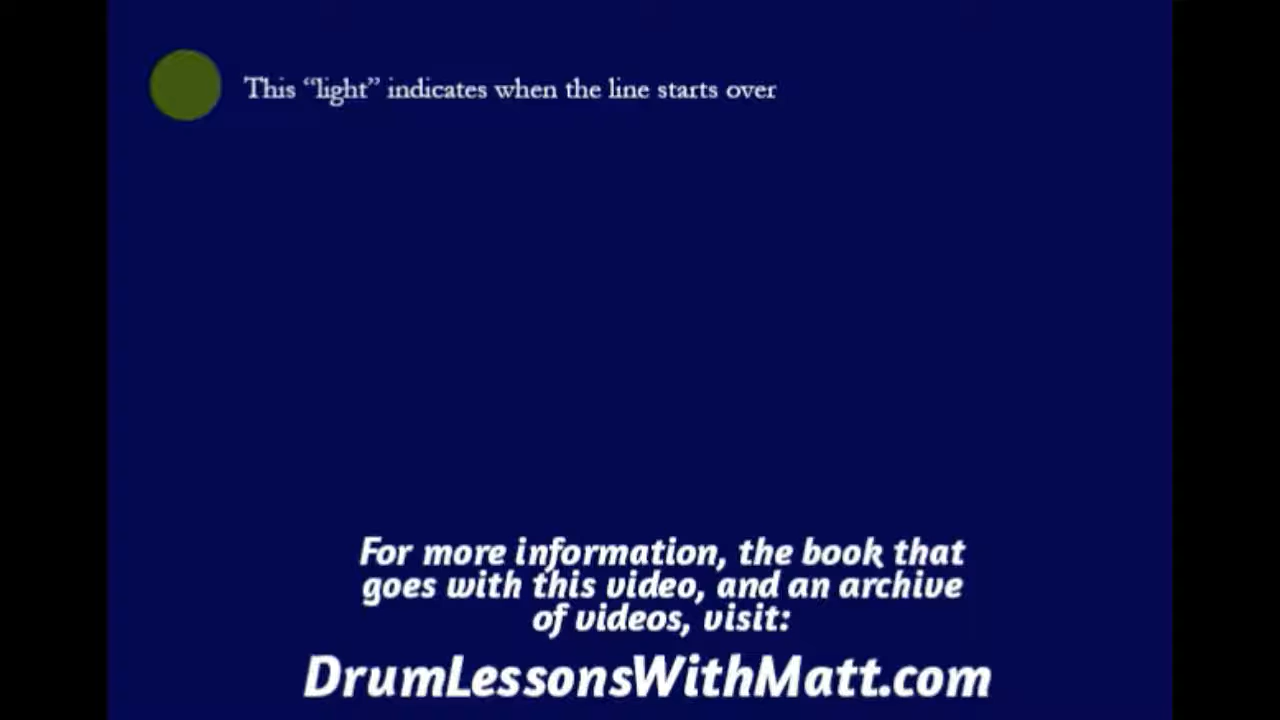 This “light” indicates when the line starts over
For more information, the book that
goes with this video, and an archive
of videos, visit:
DrumLessonsWithMatt.com